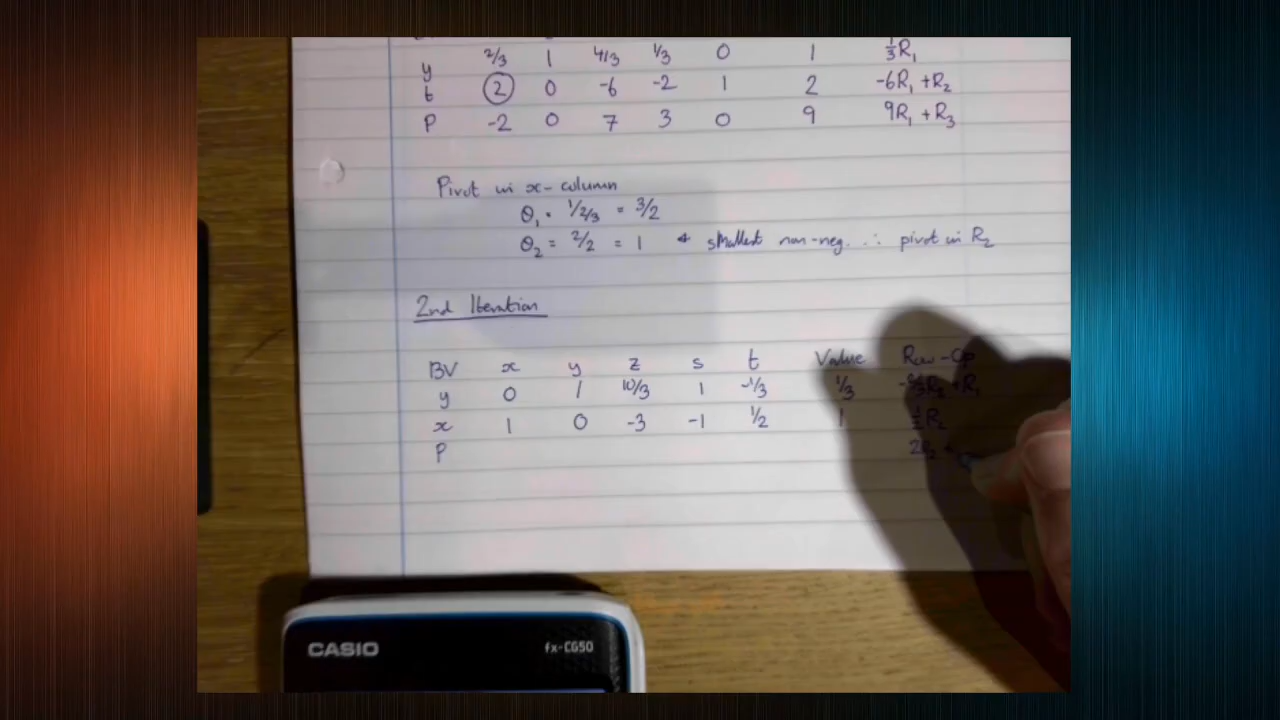 y 2/3 1 4/3 1/3 0 1 1/3R₁
t 2 0 -6 -2 1 2 -6R₁ + R₂
P -2 0 7 3 0 9 9R₁ + R₃
Pivot in x-column
θ₁ = 1/2/3 = 3/2
θ₂ = 2/2 = 1 ← smallest non-neg. ∴ pivot in R₂
2nd Iteration
BV x y z s t Value Row-Op
y 0 1 10/3 1 -1/3 1/3 R₂ + R₁
x 1 0 -3 -1 1/2 1 1/2R₂
P 2R₂ +
CASIO fx-CG50